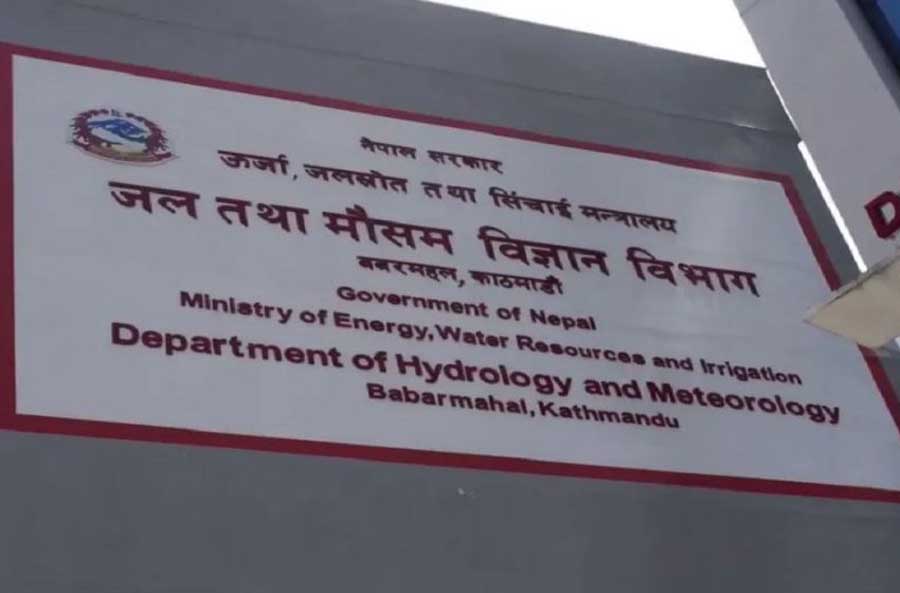 नेपाल सरकार
ऊर्जा, जलस्रोत तथा सिंचाई मन्त्रालय
जल तथा मौसम विज्ञान विभाग
बबरमहल, काठमाडौं
Government of Nepal
Ministry of Energy, Water Resources and Irrigation
Department of Hydrology and Meteorology
Babarmahal, Kathmandu
D